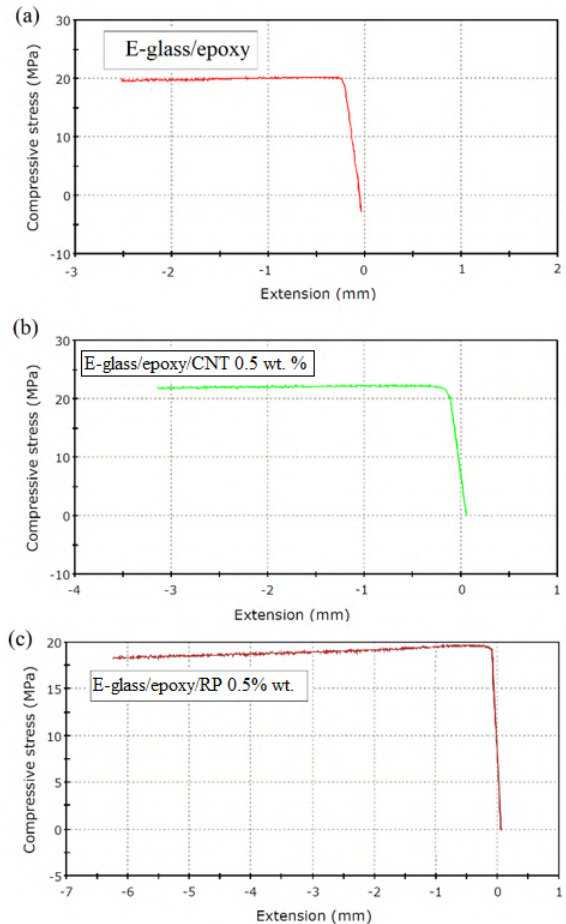 (a)
E-glass/epoxy
Compressive stress (MPa)
30
20
10
0
-10
-3 -2 -1 0 1 2
Extension (mm)
(b)
E-glass/epoxy/CNT 0.5 wt. %
Compressive stress (MPa)
30
20
10
0
-10
-4 -3 -2 -1 0 1
Extension (mm)
(c)
E-glass/epoxy/RP 0.5% wt.
Compressive stress (MPa)
20
15
10
5
0
-5
-7 -6 -5 -4 -3 -2 -1 0 1
Extension (mm)